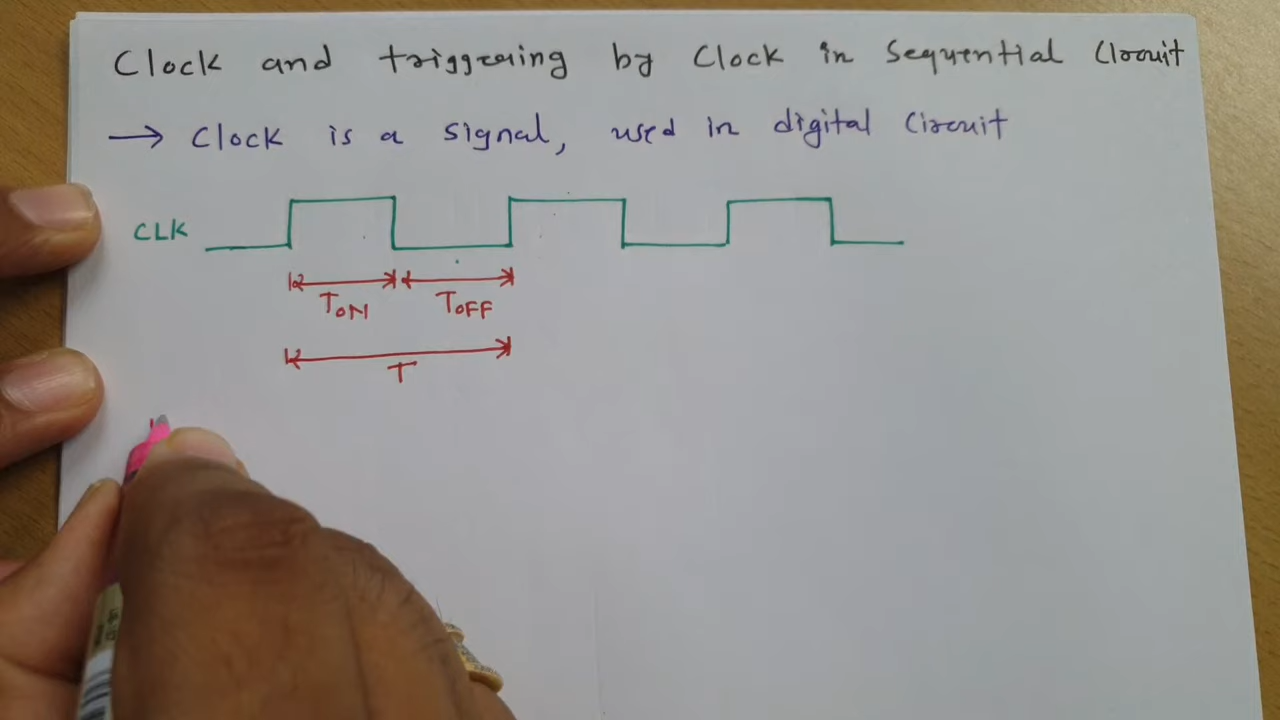 Clock and triggering by Clock in Sequential Circuit
→ Clock is a signal, used in digital Circuit
CLK
TON TOFF
T